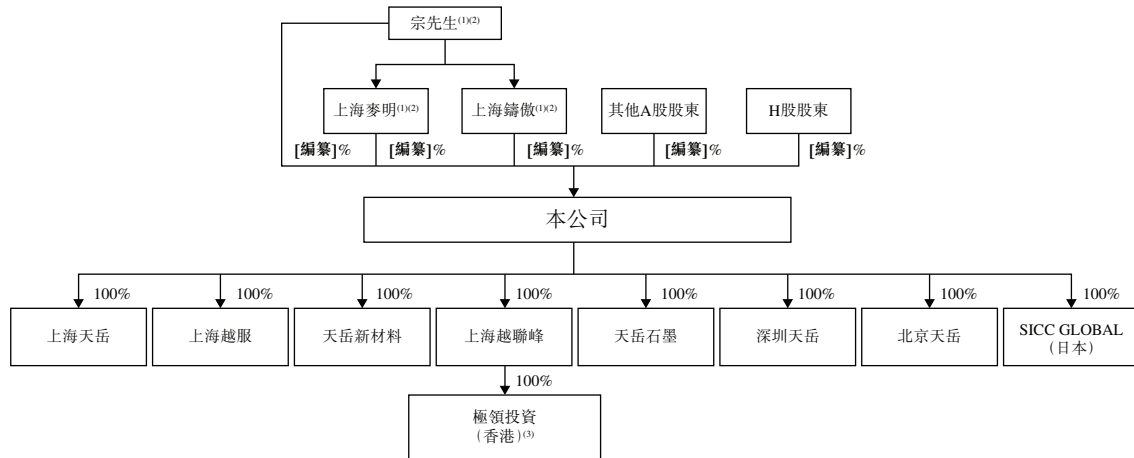 宗先生(1)(2)
上海麥明(1)(2)
上海鑄傲(1)(2)
其他A股股東
H股股東
[編纂]%
[編纂]%
[編纂]%
[編纂]%
[編纂]%
本公司
100%
100%
100%
100%
100%
100%
100%
100%
上海天岳
上海越服
天岳新材料
上海越聯峰
天岳石墨
深圳天岳
北京天岳
SICC GLOBAL
（日本）
100%
極領投資
（香港）(3)